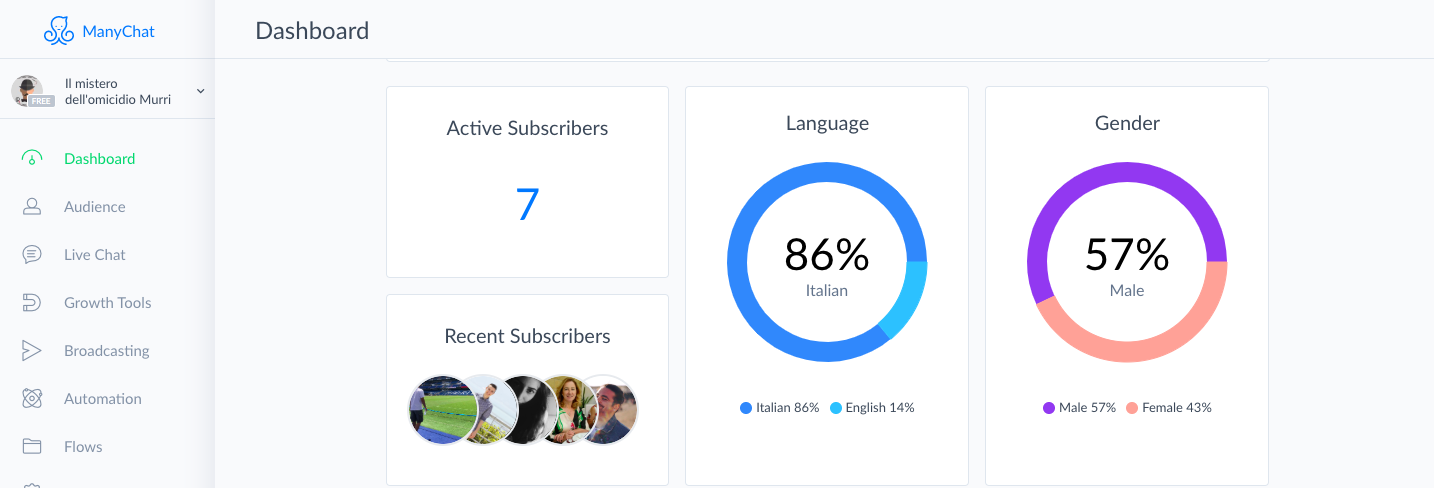 ManyChat
Dashboard
Il mistero
dell'omicidio Murri
FREE
Dashboard
Audience
Live Chat
Growth Tools
Broadcasting
Automation
Flows
Active Subscribers
7
Recent Subscribers
Language
86%
Italian
Italian 86% English 14%
Gender
57%
Male
Male 57% Female 43%